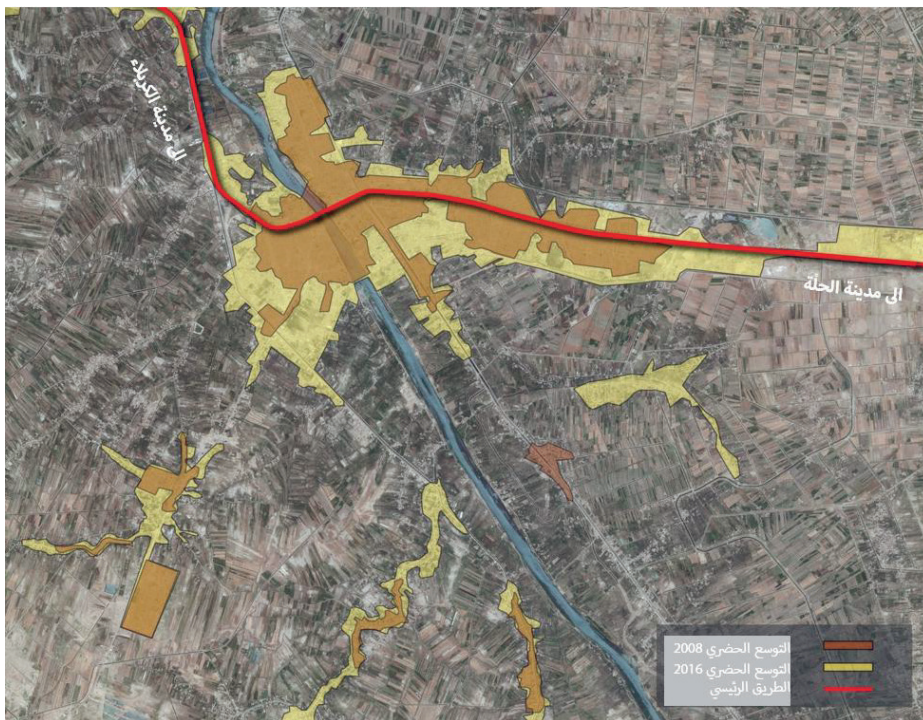 الى مدينة الكربلاء
الى مدينة الحلة
التوسع الحضري 2008
التوسع الحضري 2016
الطريق الرئيسي